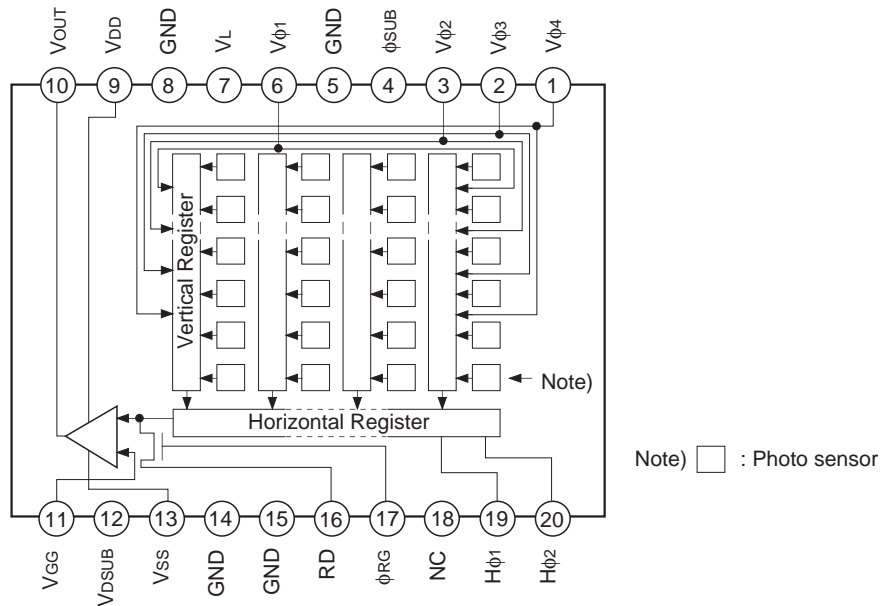 VOUT VDD GND VL Vϕ1 GND ϕSUB Vϕ2 Vϕ3 Vϕ4
10 9 8 7 6 5 4 3 2 1
Vertical Register
Note)
Horizontal Register
Note) : Photo sensor
11 12 13 14 15 16 17 18 19 20
VGG VDSUB VSS GND GND RD ϕRG NC Hϕ1 Hϕ2